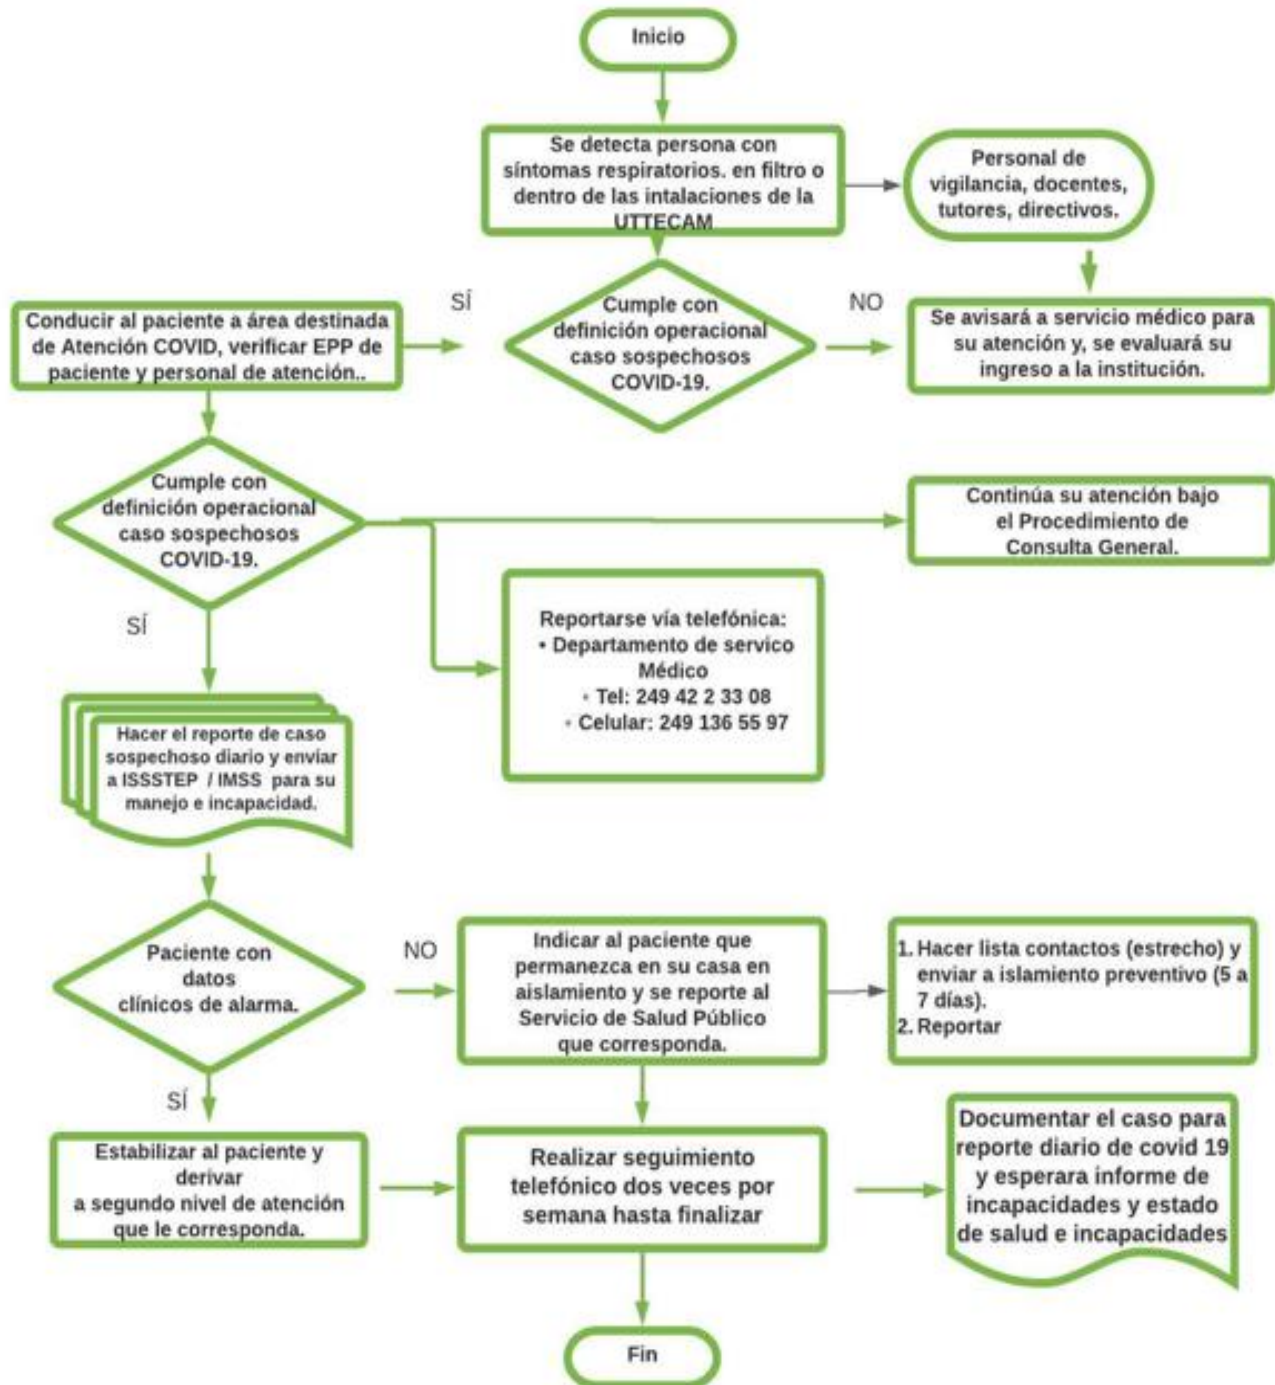 Inicio
Se detecta persona con
síntomas respiratorios. en filtro o
dentro de las intalaciones de la
UTTECAM
Personal de
vigilancia, docentes,
tutores, directivos.
Cumple con
definición operacional
caso sospechosos
COVID-19.
SÍ
NO
Conducir al paciente a área destinada
de Atención COVID, verificar EPP de
paciente y personal de atención..
Se avisará a servicio médico para
su atención y, se evaluará su
ingreso a la institución.
Cumple con
definición operacional
caso sospechosos
COVID-19.
Continúa su atención bajo
el Procedimiento de
Consulta General.
Reportarse vía telefónica:
• Departamento de servico
Médico
◦ Tel: 249 42 2 33 08
◦ Celular: 249 136 55 97
SÍ
Hacer el reporte de caso
sospechoso diario y envíar
a ISSSTEP / IMSS para su
manejo e incapacidad.
Paciente con
datos
clínicos de alarma.
NO
Indicar al paciente que
permanezca en su casa en
aislamiento y se reporte al
Servicio de Salud Público
que corresponda.
1. Hacer lista contactos (estrecho) y
enviar a islamiento preventivo (5 a
7 días).
2. Reportar
SÍ
Estabilizar al paciente y
derivar
a segundo nivel de atención
que le corresponda.
Realizar seguimiento
telefónico dos veces por
semana hasta finalizar
Documentar el caso para
reporte diario de covid 19
y esperara informe de
incapacidades y estado
de salud e incapacidades
Fin